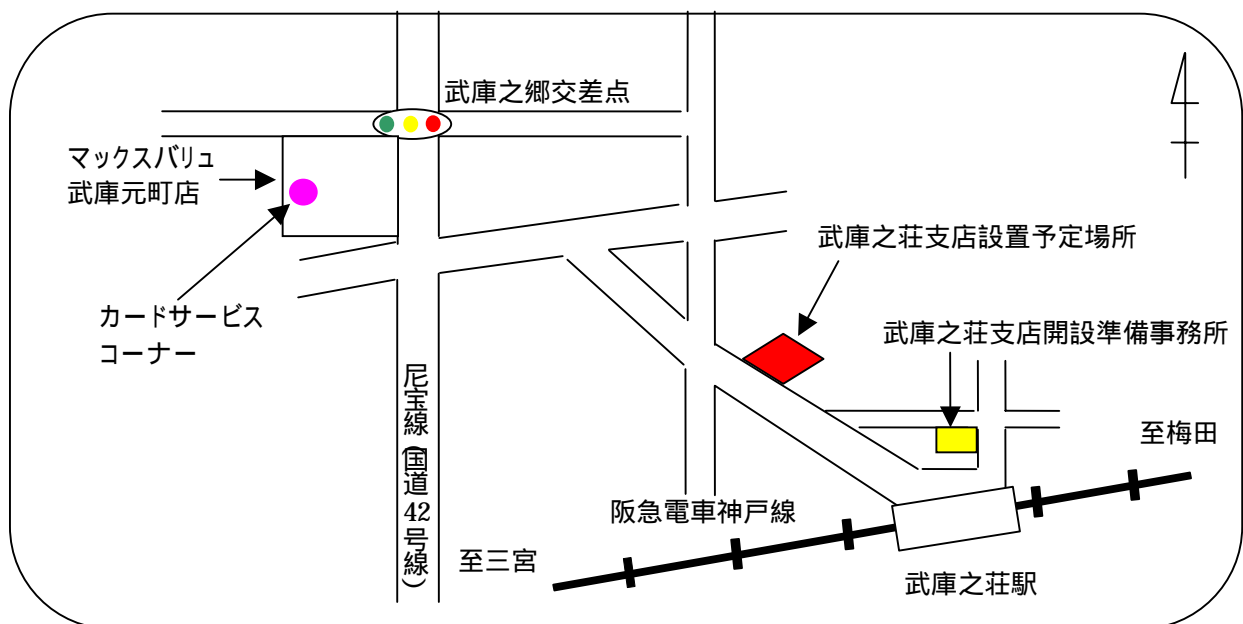 武庫之郷交差点
マックスバリュ
武庫元町店
武庫之荘支店設置予定場所
カードサービス
コーナー
武庫之荘支店開設準備事務所
尼宝線(国道42号線)
至梅田
阪急電車神戸線
至三宮
武庫之荘駅